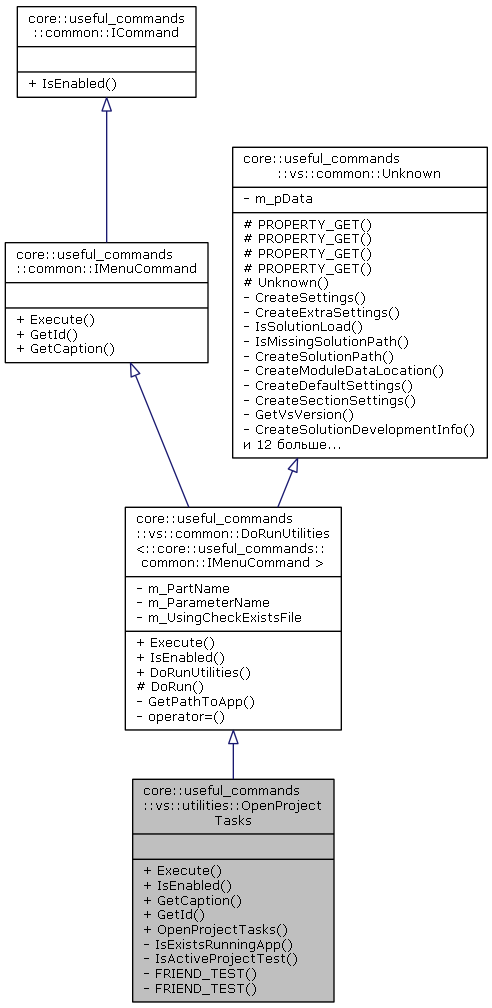 core::useful_commands
::common::ICommand
+ IsEnabled()
core::useful_commands
::vs::common::Unknown
- m_pData
# PROPERTY_GET()
# PROPERTY_GET()
# PROPERTY_GET()
# PROPERTY_GET()
# Unknown()
- CreateSettings()
- CreateExtraSettings()
- IsSolutionLoad()
- IsMissingSolutionPath()
- CreateSolutionPath()
- CreateModuleDataLocation()
- CreateDefaultSettings()
- CreateSectionSettings()
- GetVsVersion()
- CreateSolutionDevelopmentInfo()
и 12 больше...
core::useful_commands
::common::IMenuCommand
+ Execute()
+ GetId()
+ GetCaption()
core::useful_commands
::vs::common::DoRunUtilities
<::core::useful_commands::
common::IMenuCommand >
- m_PartName
- m_ParameterName
- m_UsingCheckExistsFile
+ Execute()
+ IsEnabled()
+ DoRunUtilities()
# DoRun()
- GetPathToApp()
- operator=()
core::useful_commands
::vs::utilities::OpenProject
Tasks
+ Execute()
+ IsEnabled()
+ GetCaption()
+ GetId()
+ OpenProjectTasks()
- IsExistsRunningApp()
- IsActiveProjectTest()
- FRIEND_TEST()
- FRIEND_TEST()